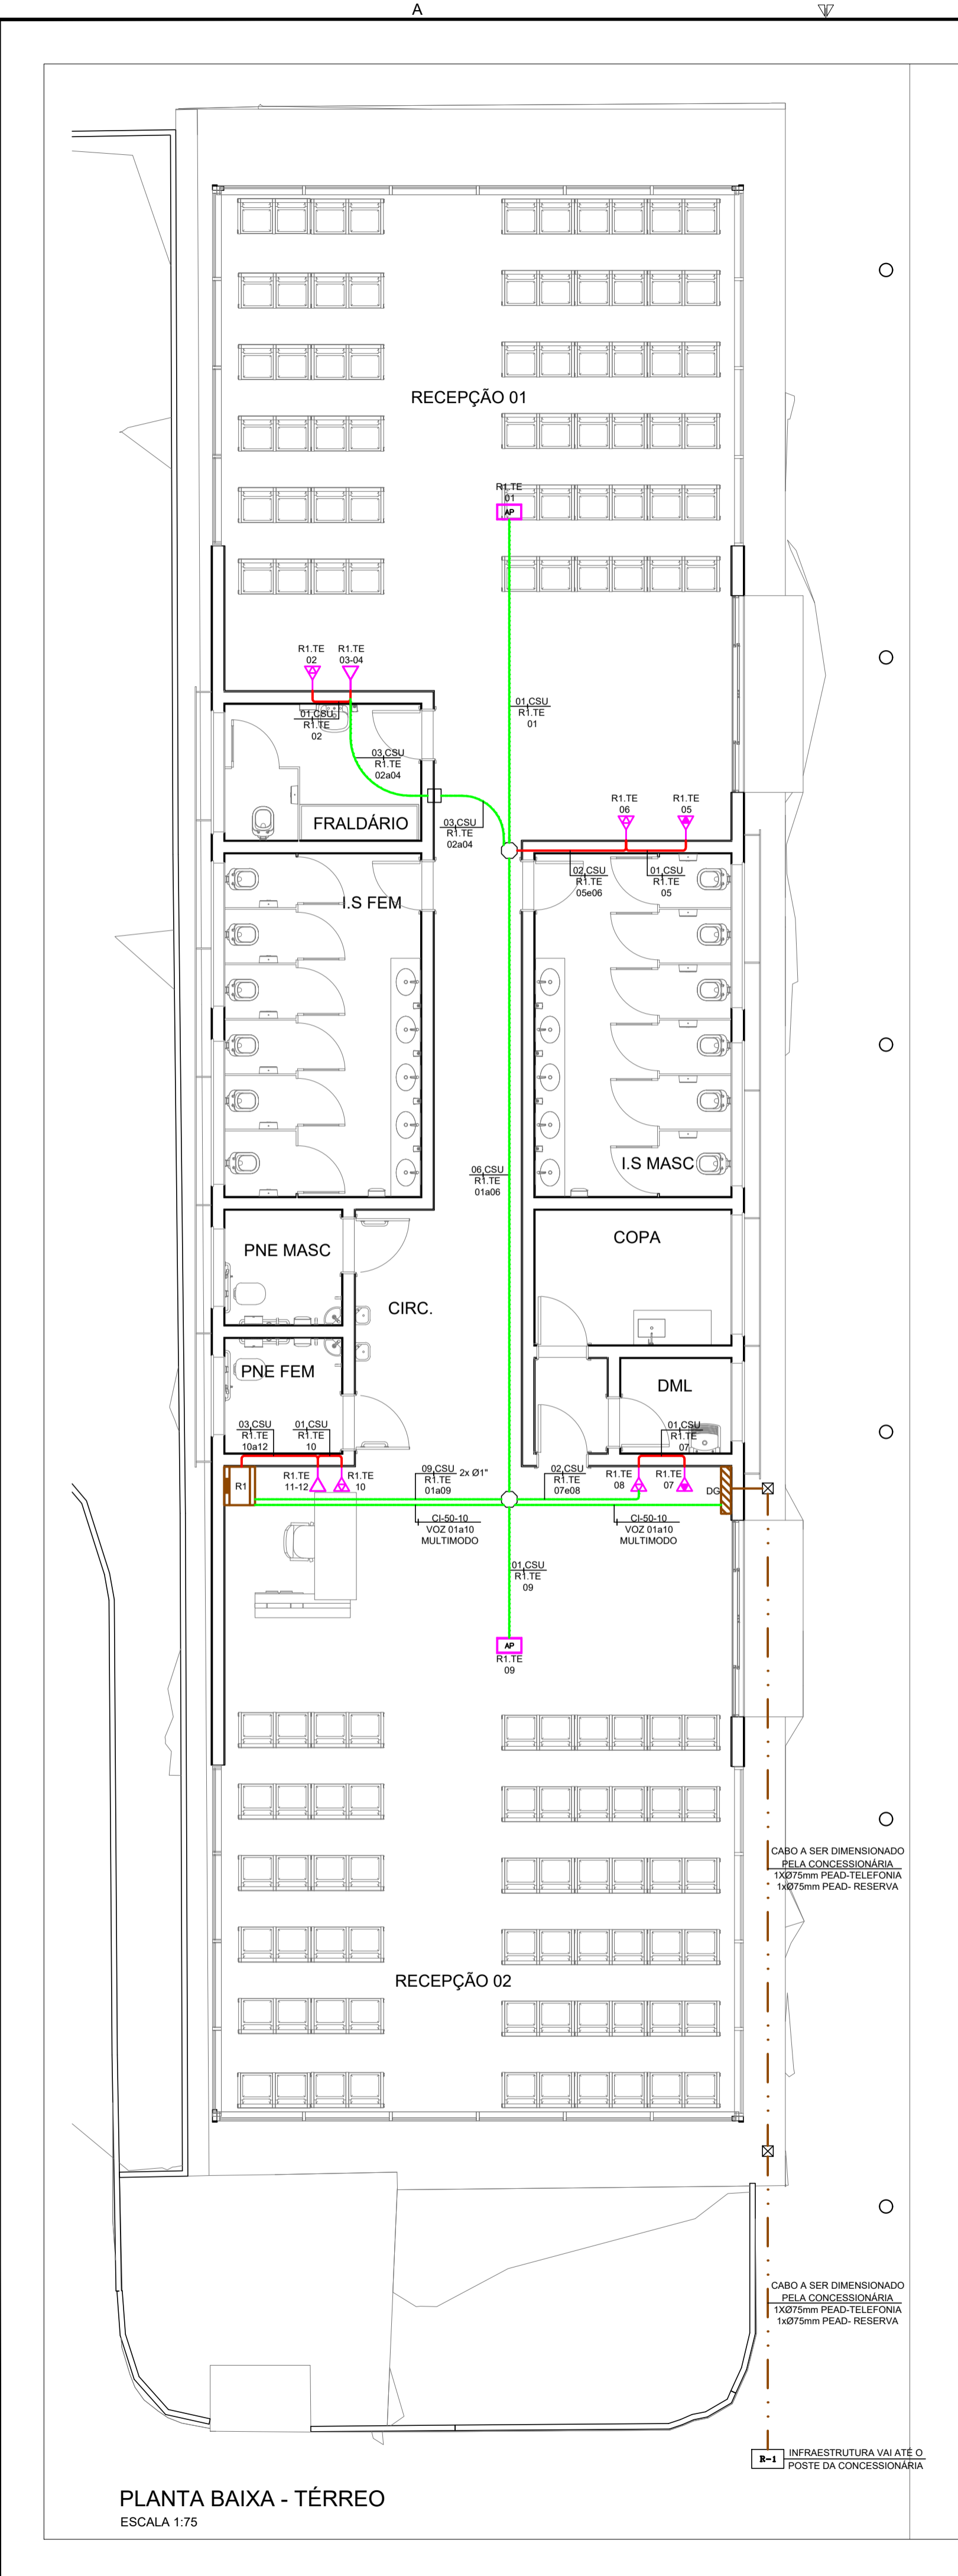 A
RECEPÇÃO 01
R1.TE
01
AP
R1.TE
02
R1.TE
03-04
01,CSU
R1.TE
02
01,CSU
R1.TE
01
03,CSU
R1.TE
02a04
FRALDÁRIO
03,CSU
R1.TE
02a04
R1.TE
06
R1.TE
05
02,CSU
R1.TE
05e06
01,CSU
R1.TE
05
I.S FEM
06,CSU
R1.TE
01a06
I.S MASC
PNE MASC
COPA
CIRC.
PNE FEM
DML
03,CSU
R1.TE
10a12
01,CSU
R1.TE
10
01,CSU
R1.TE
07
R1
R1.TE
11-12
R1.TE
10
09,CSU 2x Ø1"
R1.TE
01a09
02,CSU
R1.TE
07e08
R1.TE
08
R1.TE
07
DG
CI-50-10
VOZ 01a10
MULTIMODO
CI-50-10
VOZ 01a10
MULTIMODO
01,CSU
R1.TE
09
AP
R1.TE
09
CABO A SER DIMENSIONADO
PELA CONCESSIONÁRIA
1XØ75mm PEAD-TELEFONIA
1xØ75mm PEAD- RESERVA
RECEPÇÃO 02
CABO A SER DIMENSIONADO
PELA CONCESSIONÁRIA
1XØ75mm PEAD-TELEFONIA
1xØ75mm PEAD- RESERVA
R-1
INFRAESTRUTURA VAI ATÉ O
POSTE DA CONCESSIONÁRIA
PLANTA BAIXA - TÉRREO
ESCALA 1:75